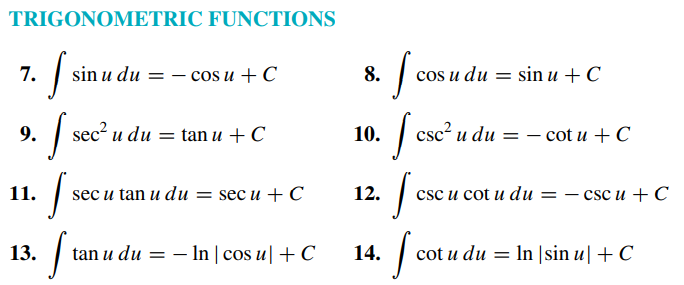 TRIGONOMETRIC FUNCTIONS
7. ∫ sin u du = − cos u + C 8. ∫ cos u du = sin u + C
9. ∫ sec² u du = tan u + C 10. ∫ csc² u du = − cot u + C
11. ∫ sec u tan u du = sec u + C 12. ∫ csc u cot u du = − csc u + C
13. ∫ tan u du = − ln |cos u| + C 14. ∫ cot u du = ln |sin u| + C